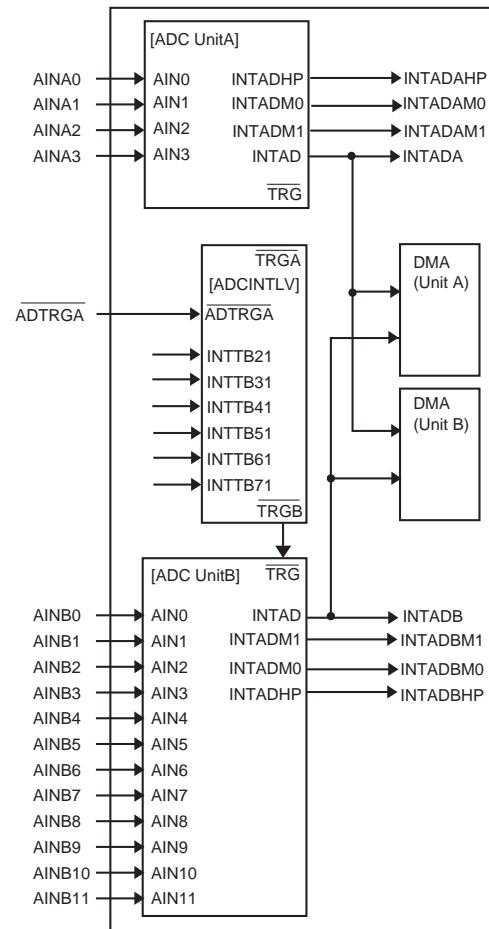 [ADC UnitA]
AINA0 AIN0 INTADHP INTADAHP
AINA1 AIN1 INTADM0 INTADAM0
AINA2 AIN2 INTADM1 INTADAM1
AINA3 AIN3 INTAD INTADA
TRG
TRGA
[ADCINTLV]
ADTRGA ADTRGA
INTTB21
INTTB31
INTTB41
INTTB51
INTTB61
INTTB71
TRGB
DMA
(Unit A)
DMA
(Unit B)
[ADC UnitB] TRG
AINB0 AIN0 INTAD INTADB
AINB1 AIN1 INTADM1 INTADBM1
AINB2 AIN2 INTADM0 INTADBM0
AINB3 AIN3 INTADHP INTADBHP
AINB4 AIN4
AINB5 AIN5
AINB6 AIN6
AINB7 AIN7
AINB8 AIN8
AINB9 AIN9
AINB10 AIN10
AINB11 AIN11